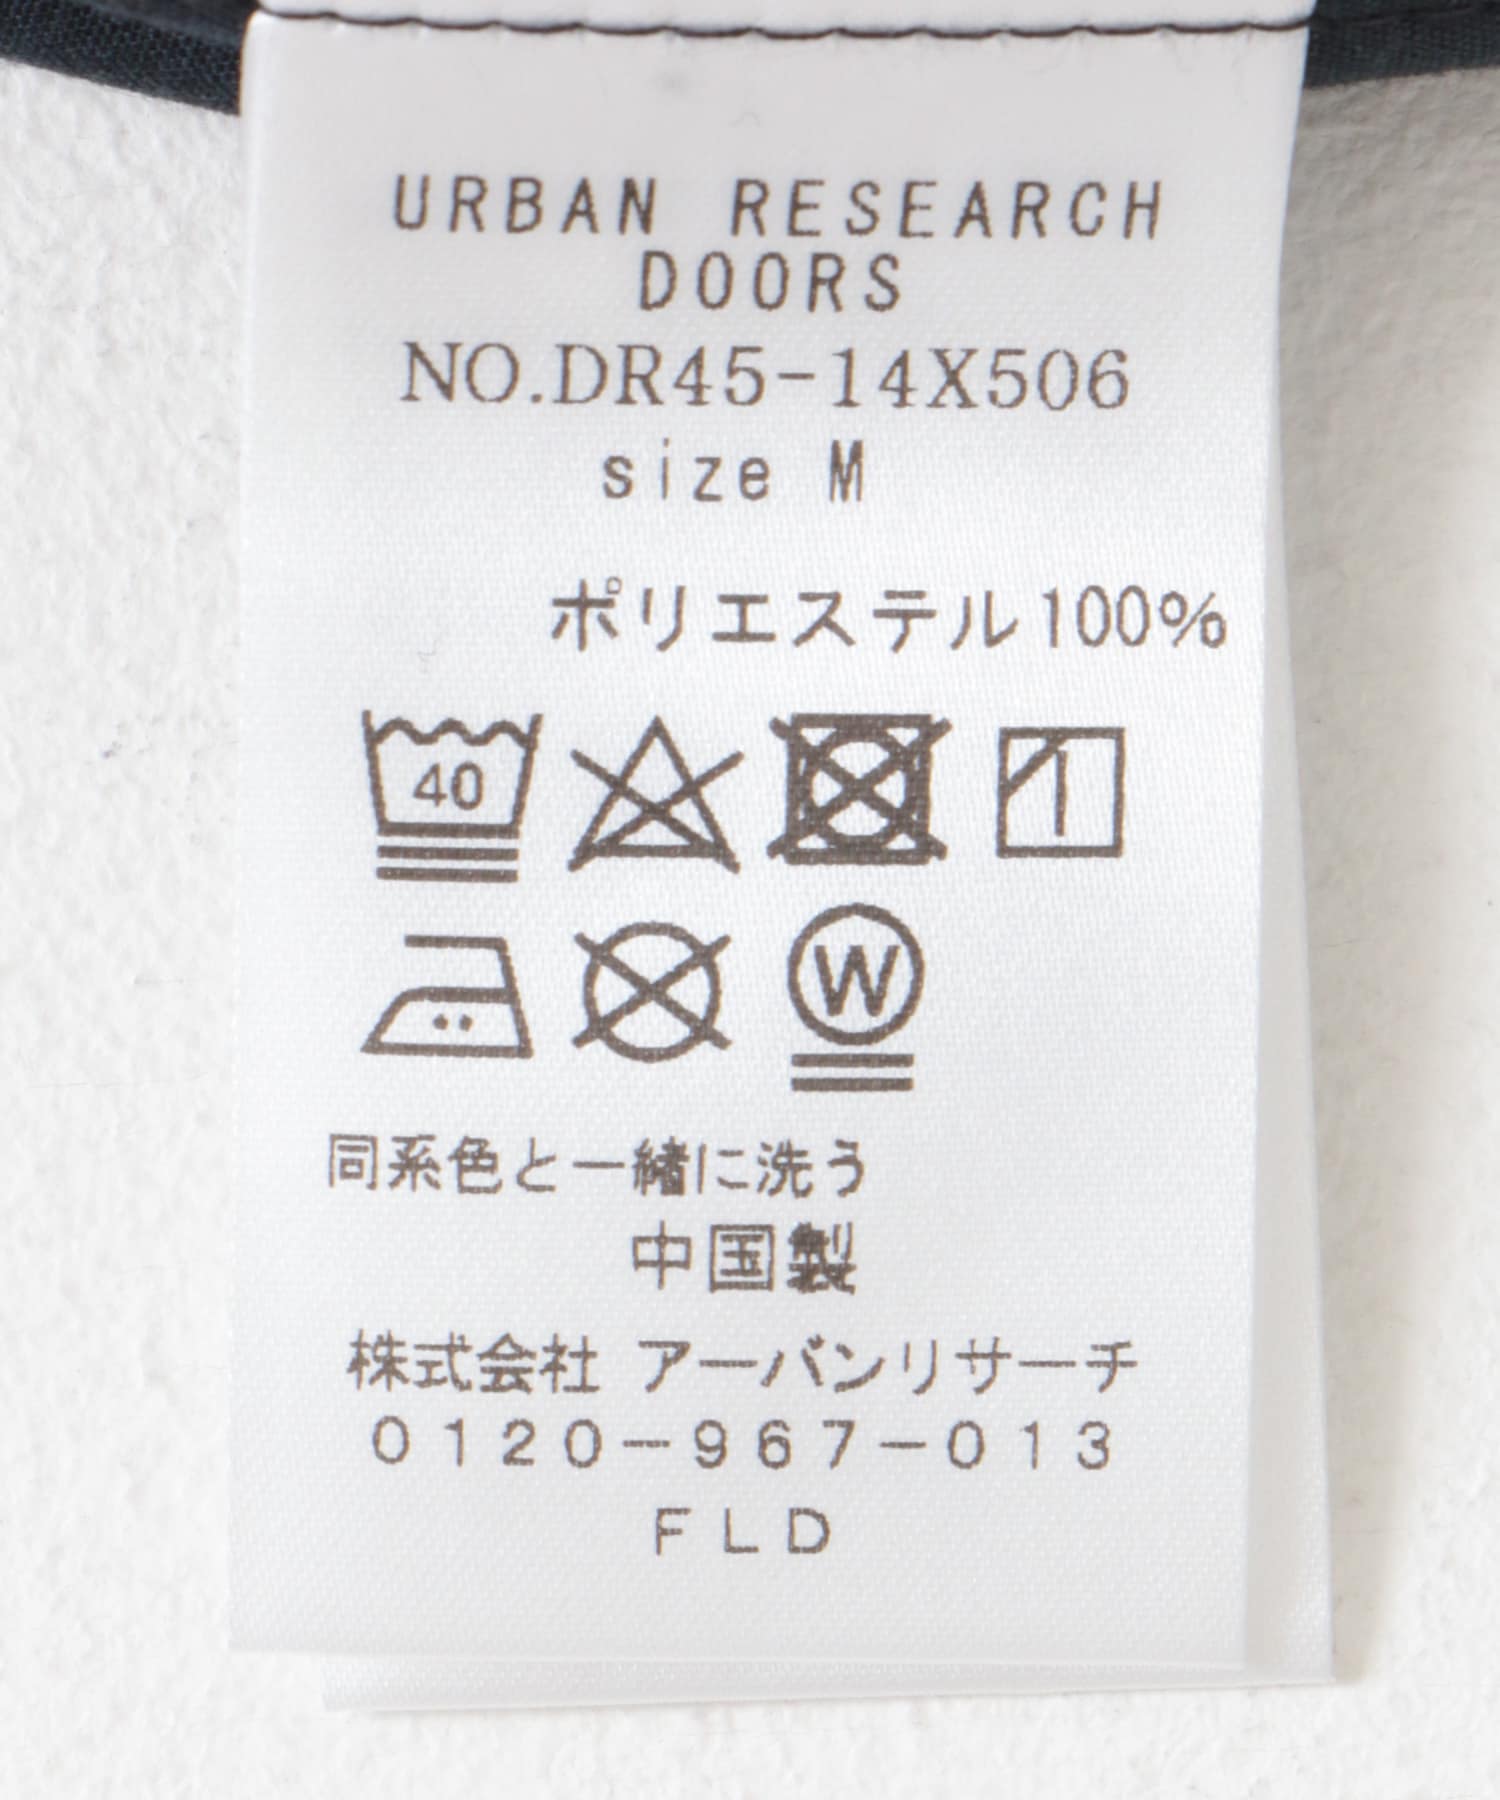 URBAN RESEARCH
DOORS
NO.DR45-14X506
size M
ポリエステル100%
40
W
同系色と一緒に洗う
中国製
株式会社 アーバンリサーチ
0120-967-013
FLD